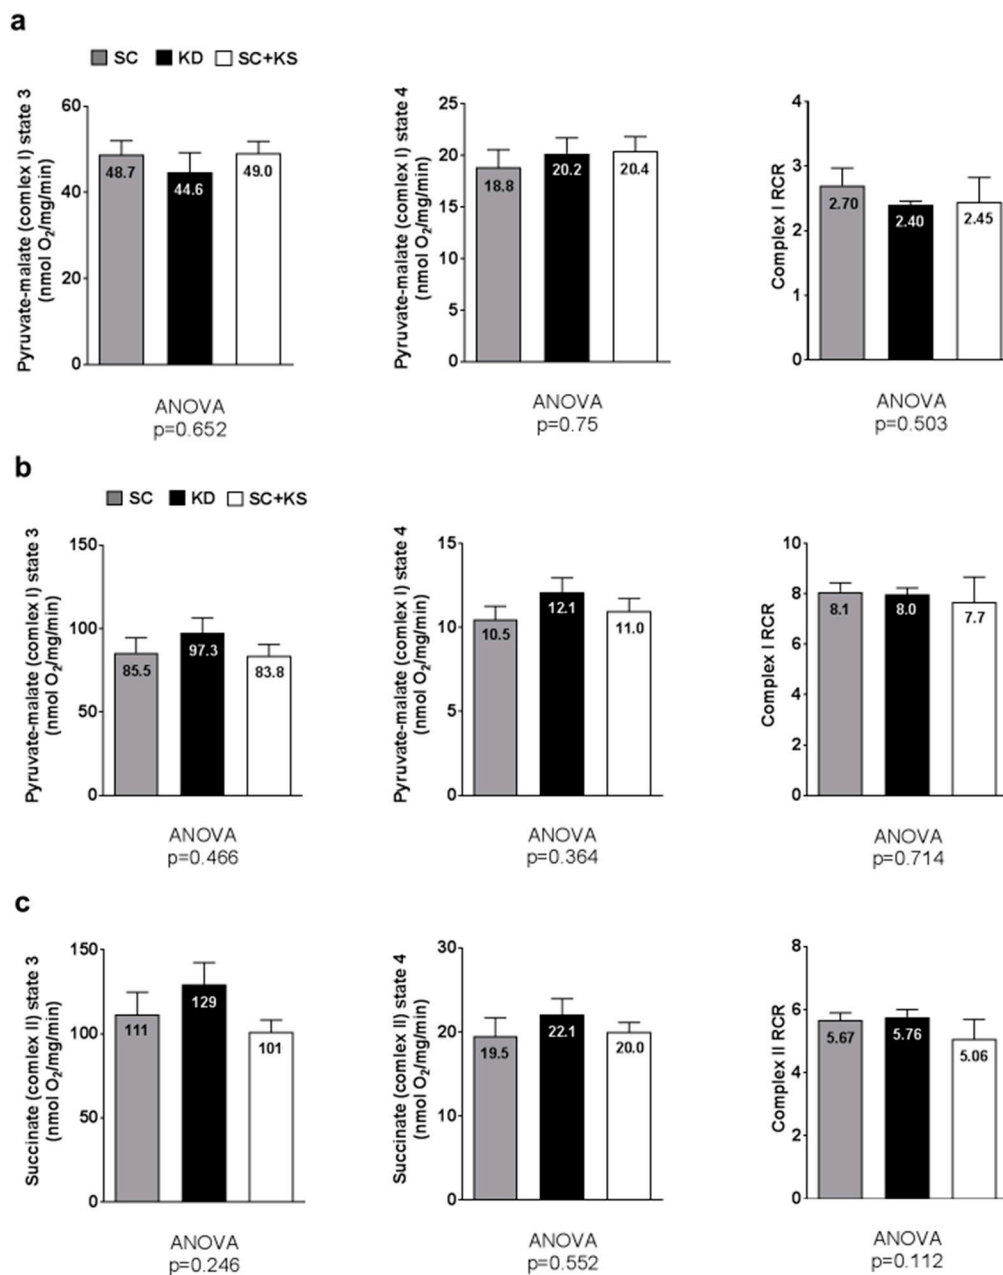 a
SC KD SC+KS
Pyruvate-malate (comlex I) state 3
(nmol O₂/mg/min)
60
40
20
0
48.7 44.6 49.0
ANOVA
p=0.652
Pyruvate-malate (comlex I) state 4
(nmol O₂/mg/min)
25
20
15
10
5
0
18.8 20.2 20.4
ANOVA
p=0.75
Complex I RCR
4
3
2
1
0
2.70 2.40 2.45
ANOVA
p=0.503
b
SC KD SC+KS
Pyruvate-malate (comlex I) state 3
(nmol O₂/mg/min)
150
100
50
0
85.5 97.3 83.8
ANOVA
p=0.466
Pyruvate-malate (comlex I) state 4
(nmol O₂/mg/min)
15
10
5
0
10.5 12.1 11.0
ANOVA
p=0.364
Complex I RCR
10
8
6
4
2
0
8.1 8.0 7.7
ANOVA
p=0.714
c
Succinate (comlex II) state 3
(nmol O₂/mg/min)
150
100
50
0
111 129 101
ANOVA
p=0.246
Succinate (comlex II) state 4
(nmol O₂/mg/min)
30
20
10
0
19.5 22.1 20.0
ANOVA
p=0.552
Complex II RCR
8
6
4
2
0
5.67 5.76 5.06
ANOVA
p=0.112